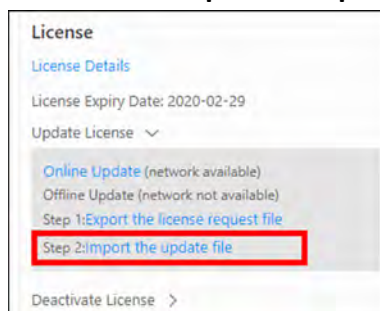 License
License Details
License Expiry Date: 2020-02-29
Update License
Online Update (network available)
Offline Update (network not available)
Step 1:Export the license request file
Step 2:Import the update file
Deactivate License >